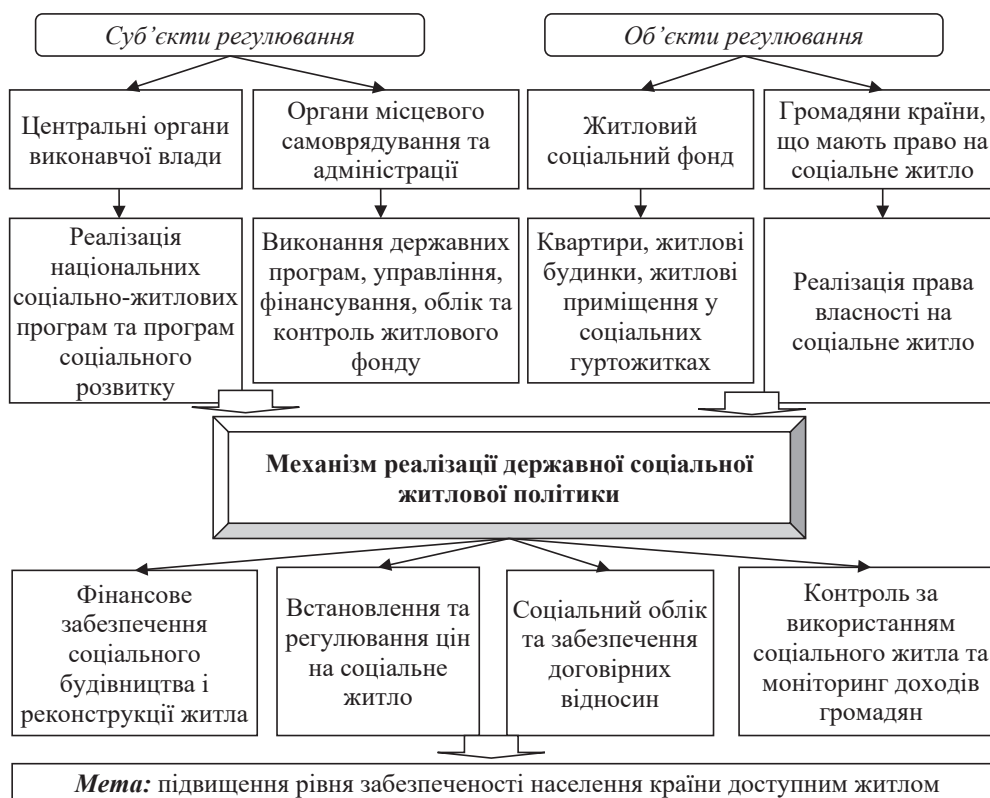 Суб’єкти регулювання
Об’єкти регулювання
Центральні органи
виконавчої влади
Органи місцевого
самоврядування та
адміністрації
Житловий
соціальний фонд
Громадяни країни,
що мають право на
соціальне житло
Реалізація
національних
соціально-житлових
програм та програм
соціального
розвитку
Виконання державних
програм, управління,
фінансування, облік та
контроль житлового
фонду
Квартири, житлові
будинки, житлові
приміщення у
соціальних
гуртожитках
Реалізація права
власності на
соціальне житло
Механізм реалізації державної соціальної
житлової політики
Фінансове
забезпечення
соціального
будівництва і
реконструкції житла
Встановлення та
регулювання цін
на соціальне
житло
Соціальний облік
та забезпечення
договірних
відносин
Контроль за
використанням
соціального житла та
моніторинг доходів
громадян
Мета: підвищення рівня забезпеченості населення країни доступним житлом